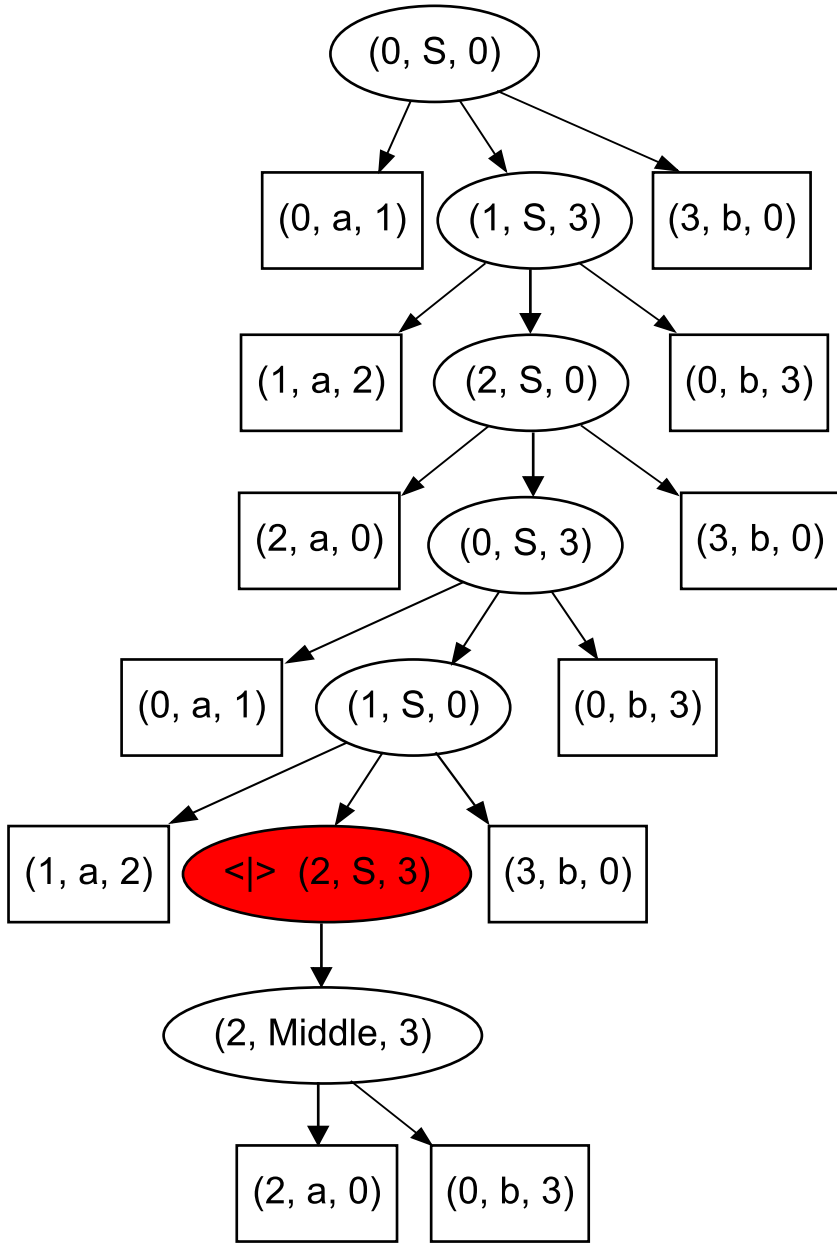 (0, S, 0)
(0, a, 1)
(1, S, 3)
(3, b, 0)
(1, a, 2)
(2, S, 0)
(0, b, 3)
(2, a, 0)
(0, S, 3)
(3, b, 0)
(0, a, 1)
(1, S, 0)
(0, b, 3)
(1, a, 2)
<|> (2, S, 3)
(3, b, 0)
(2, Middle, 3)
(2, a, 0)
(0, b, 3)